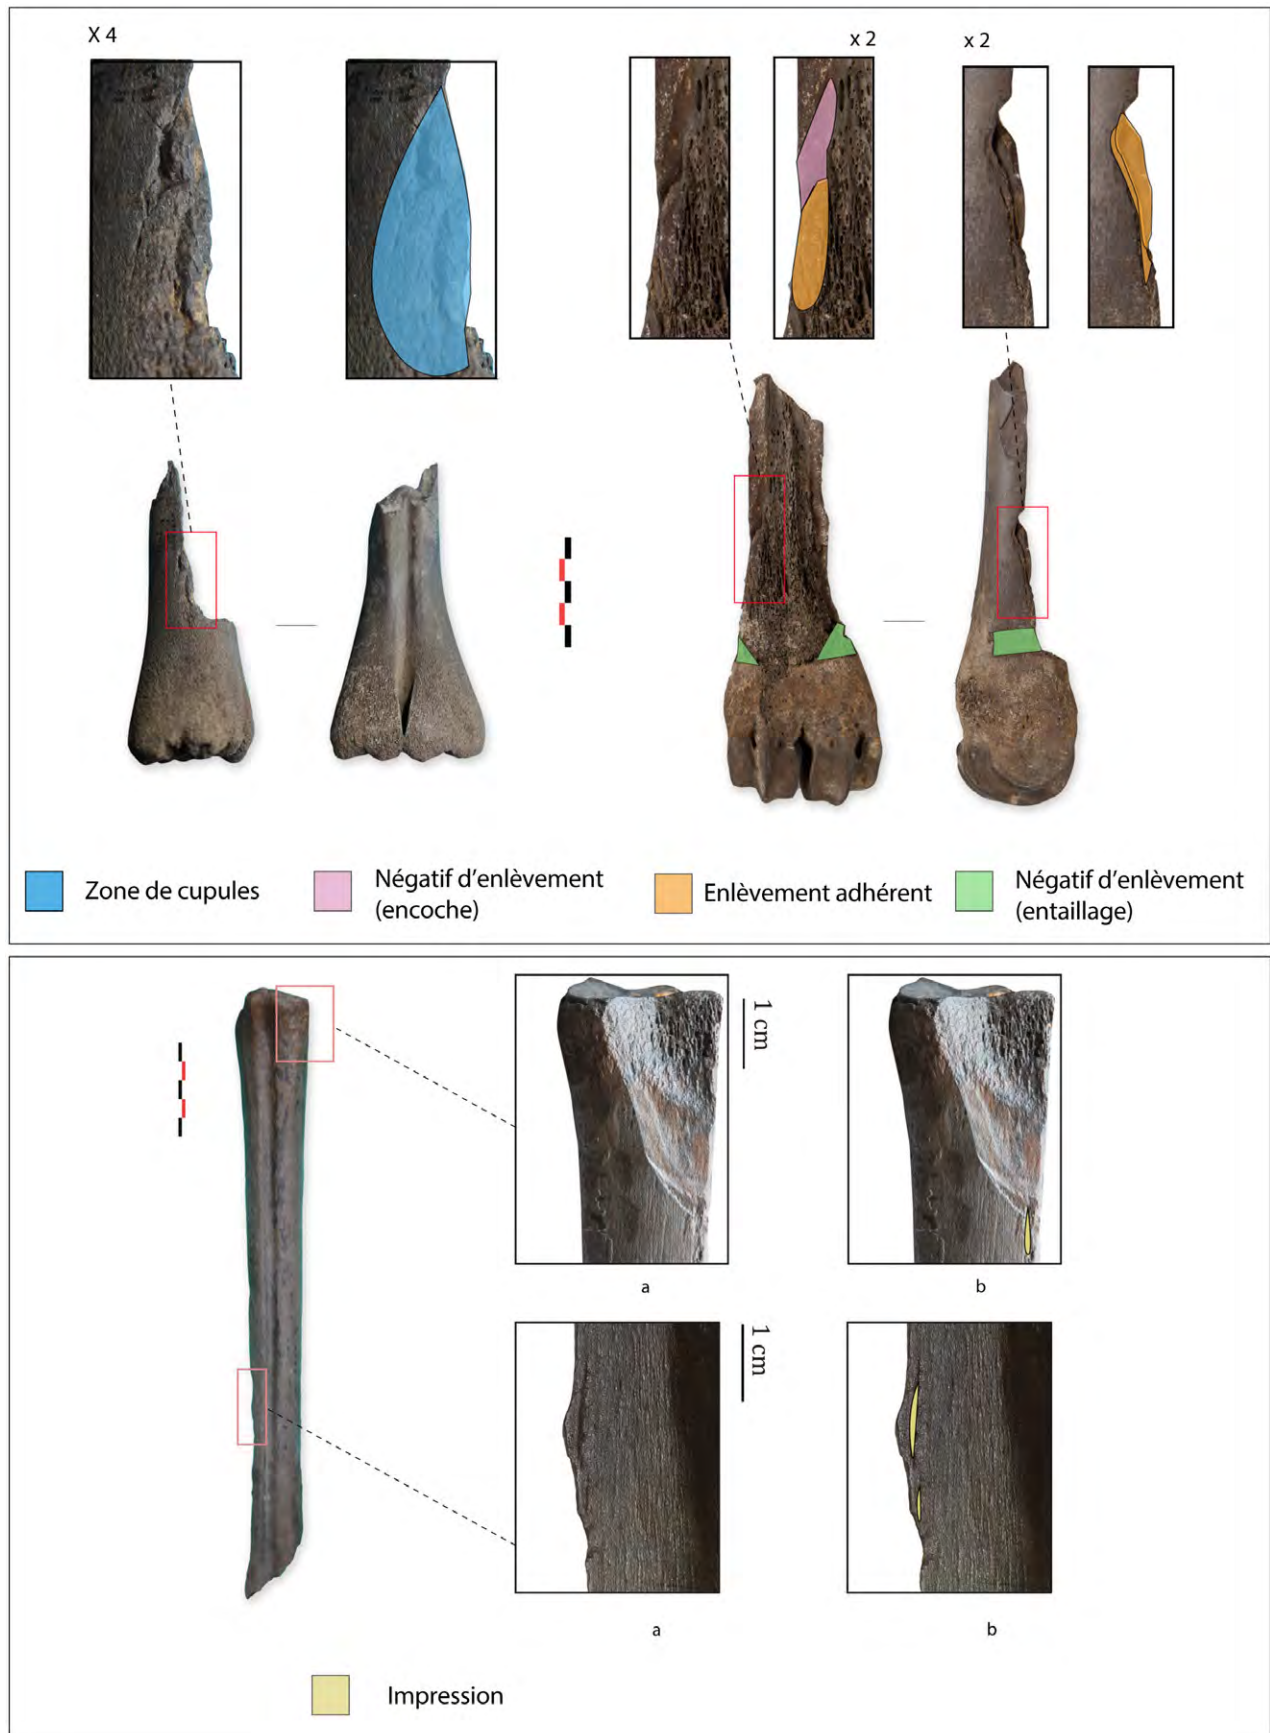 X 4
x 2
x 2
Zone de cupules
Négatif d'enlèvement
(encoche)
Enlèvement adhérent
Négatif d'enlèvement
(entaillage)
1 cm
a
b
1 cm
a
b
Impression